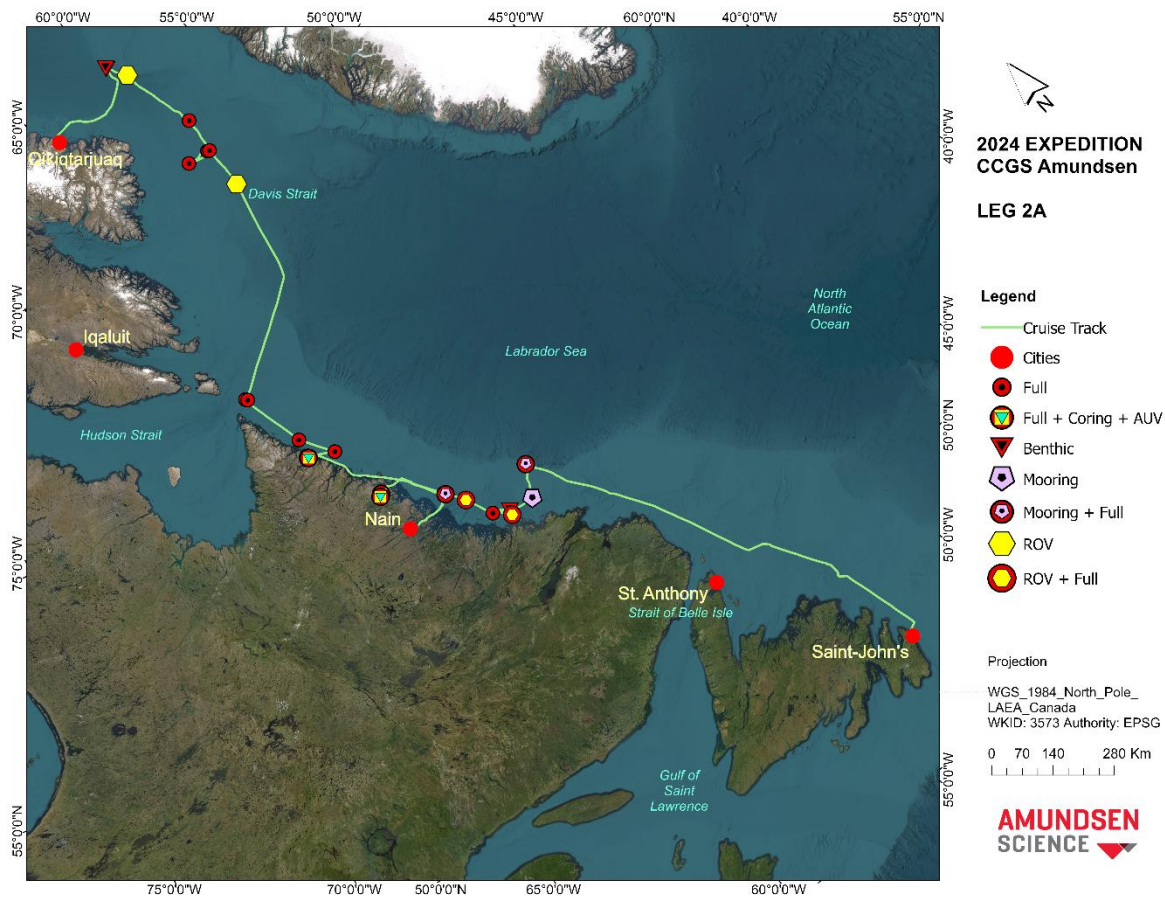 60°0'0"W
55°0'0"W
50°0'0"W
45°0'0"W
40°0'0"W
55°0'0"W
65°0'0"W
70°0'0"W
75°0'0"W
55°0'0"N
40°0'0"W
45°0'0"W
50°0'0"W
50°0'0"W
55°0'0"W
75°0'0"W
70°0'0"W
50°0'0"W
65°0'0"W
60°0'0"W
Qikiqtarjuaq
Davis Strait
Iqaluit
North
Atlantic
Ocean
Labrador Sea
Hudson Strait
Nain
St. Anthony
Strait of Belle Isle
Saint-John's
Gulf of
Saint
Lawrence
N
2024 EXPEDITION
CCGS Amundsen
LEG 2A
Legend
Cruise Track
Cities
Full
Full + Coring + AUV
Benthic
Mooring
Mooring + Full
ROV
ROV + Full
Projection
WGS_1984_North_Pole_
LAEA_Canada
WKID: 3573 Authority: EPSG
0 70 140 280 Km
AMUNDSEN
SCIENCE